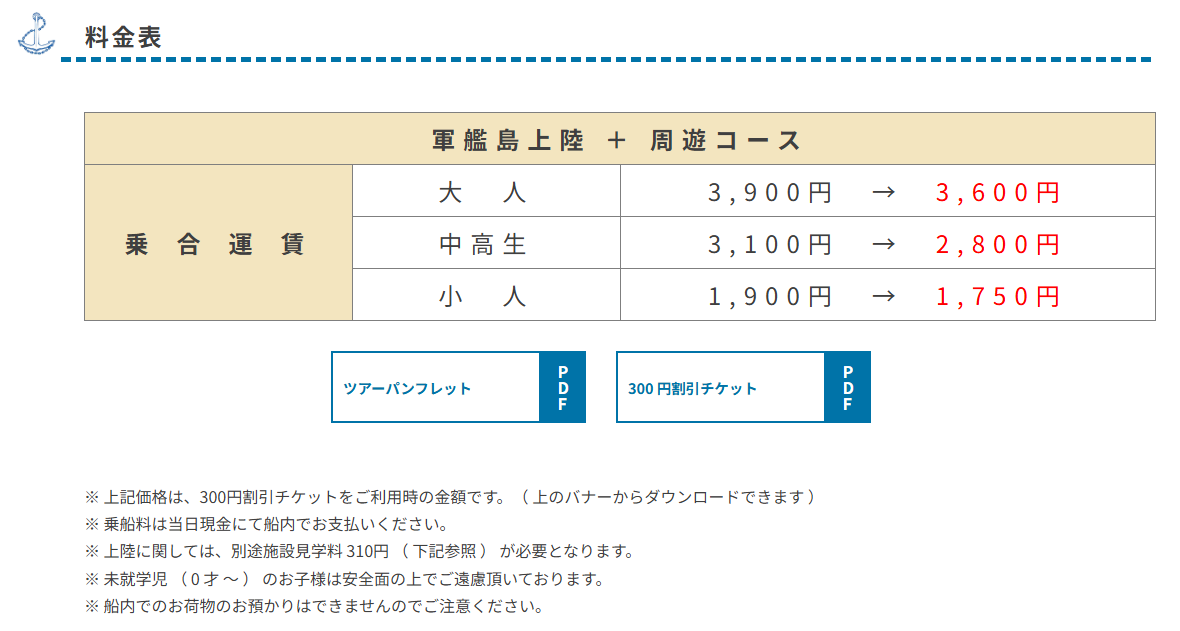 料金表
軍艦島上陸 ＋ 周遊コース
乗合運賃
大人 3,900円 → 3,600円
中高生 3,100円 → 2,800円
小人 1,900円 → 1,750円
ツアーパンフレット PDF
300 円割引チケット PDF
※ 上記価格は、300円割引チケットをご利用時の金額です。（ 上のバナーからダウンロードできます ）
※ 乗船料は当日現金にて船内でお支払いください。
※ 上陸に関しては、別途施設見学料 310円 （ 下記参照 ） が必要となります。
※ 未就学児 （ 0 才 ～ ） のお子様は安全面の上でご遠慮頂いております。
※ 船内でのお荷物のお預かりはできませんのでご注意ください。